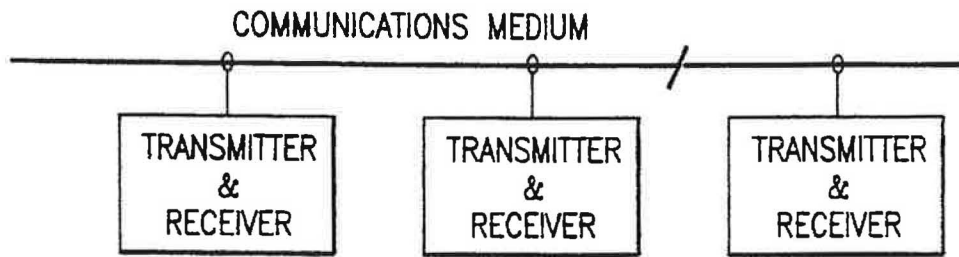 COMMUNICATIONS MEDIUM
TRANSMITTER
&
RECEIVER
TRANSMITTER
&
RECEIVER
TRANSMITTER
&
RECEIVER